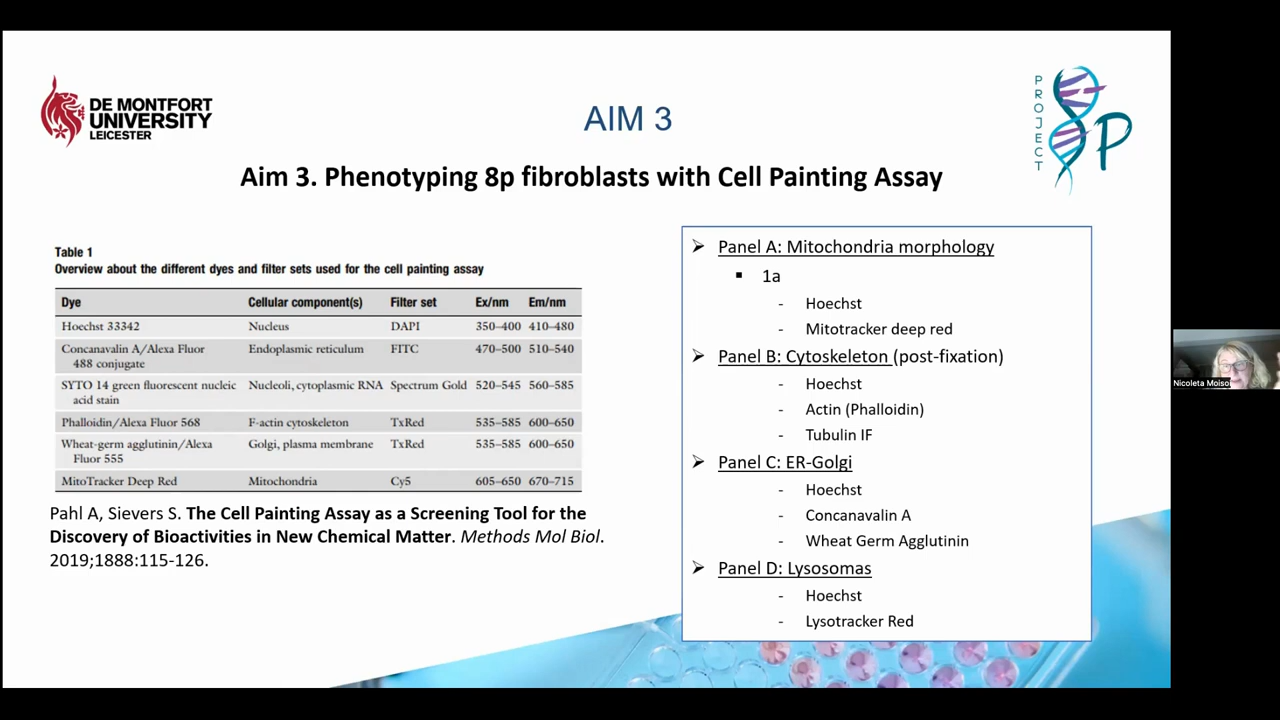 DE MONTFORT
UNIVERSITY
LEICESTER
AIM 3
PROJECT
8P
Aim 3. Phenotyping 8p fibroblasts with Cell Painting Assay
Table 1
Overview about the different dyes and filter sets used for the cell painting assay
Dye Cellular component(s) Filter set Ex/nm Em/nm
Hoechst 33342 Nucleus DAPI 350–400 410–480
Concanavalin A/Alexa Fluor Endoplasmic reticulum FITC 470–500 510–540
488 conjugate
SYTO 14 green fluorescent nucleic Nucleoli, cytoplasmic RNA Spectrum Gold 520–545 560–585
acid stain
Phalloidin/Alexa Fluor 568 F-actin cytoskeleton TxRed 535–585 600–650
Wheat-germ agglutinin/Alexa Golgi, plasma membrane TxRed 535–585 600–650
Fluor 555
MitoTracker Deep Red Mitochondria Cy5 605–650 670–715
Pahl A, Sievers S. The Cell Painting Assay as a Screening Tool for the
Discovery of Bioactivities in New Chemical Matter. Methods Mol Biol.
2019;1888:115-126.
➢ Panel A: Mitochondria morphology
▪ 1a
- Hoechst
- Mitotracker deep red
➢ Panel B: Cytoskeleton (post-fixation)
- Hoechst
- Actin (Phalloidin)
- Tubulin IF
➢ Panel C: ER-Golgi
- Hoechst
- Concanavalin A
- Wheat Germ Agglutinin
➢ Panel D: Lysosomas
- Hoechst
- Lysotracker Red
Nicoleta Moiso